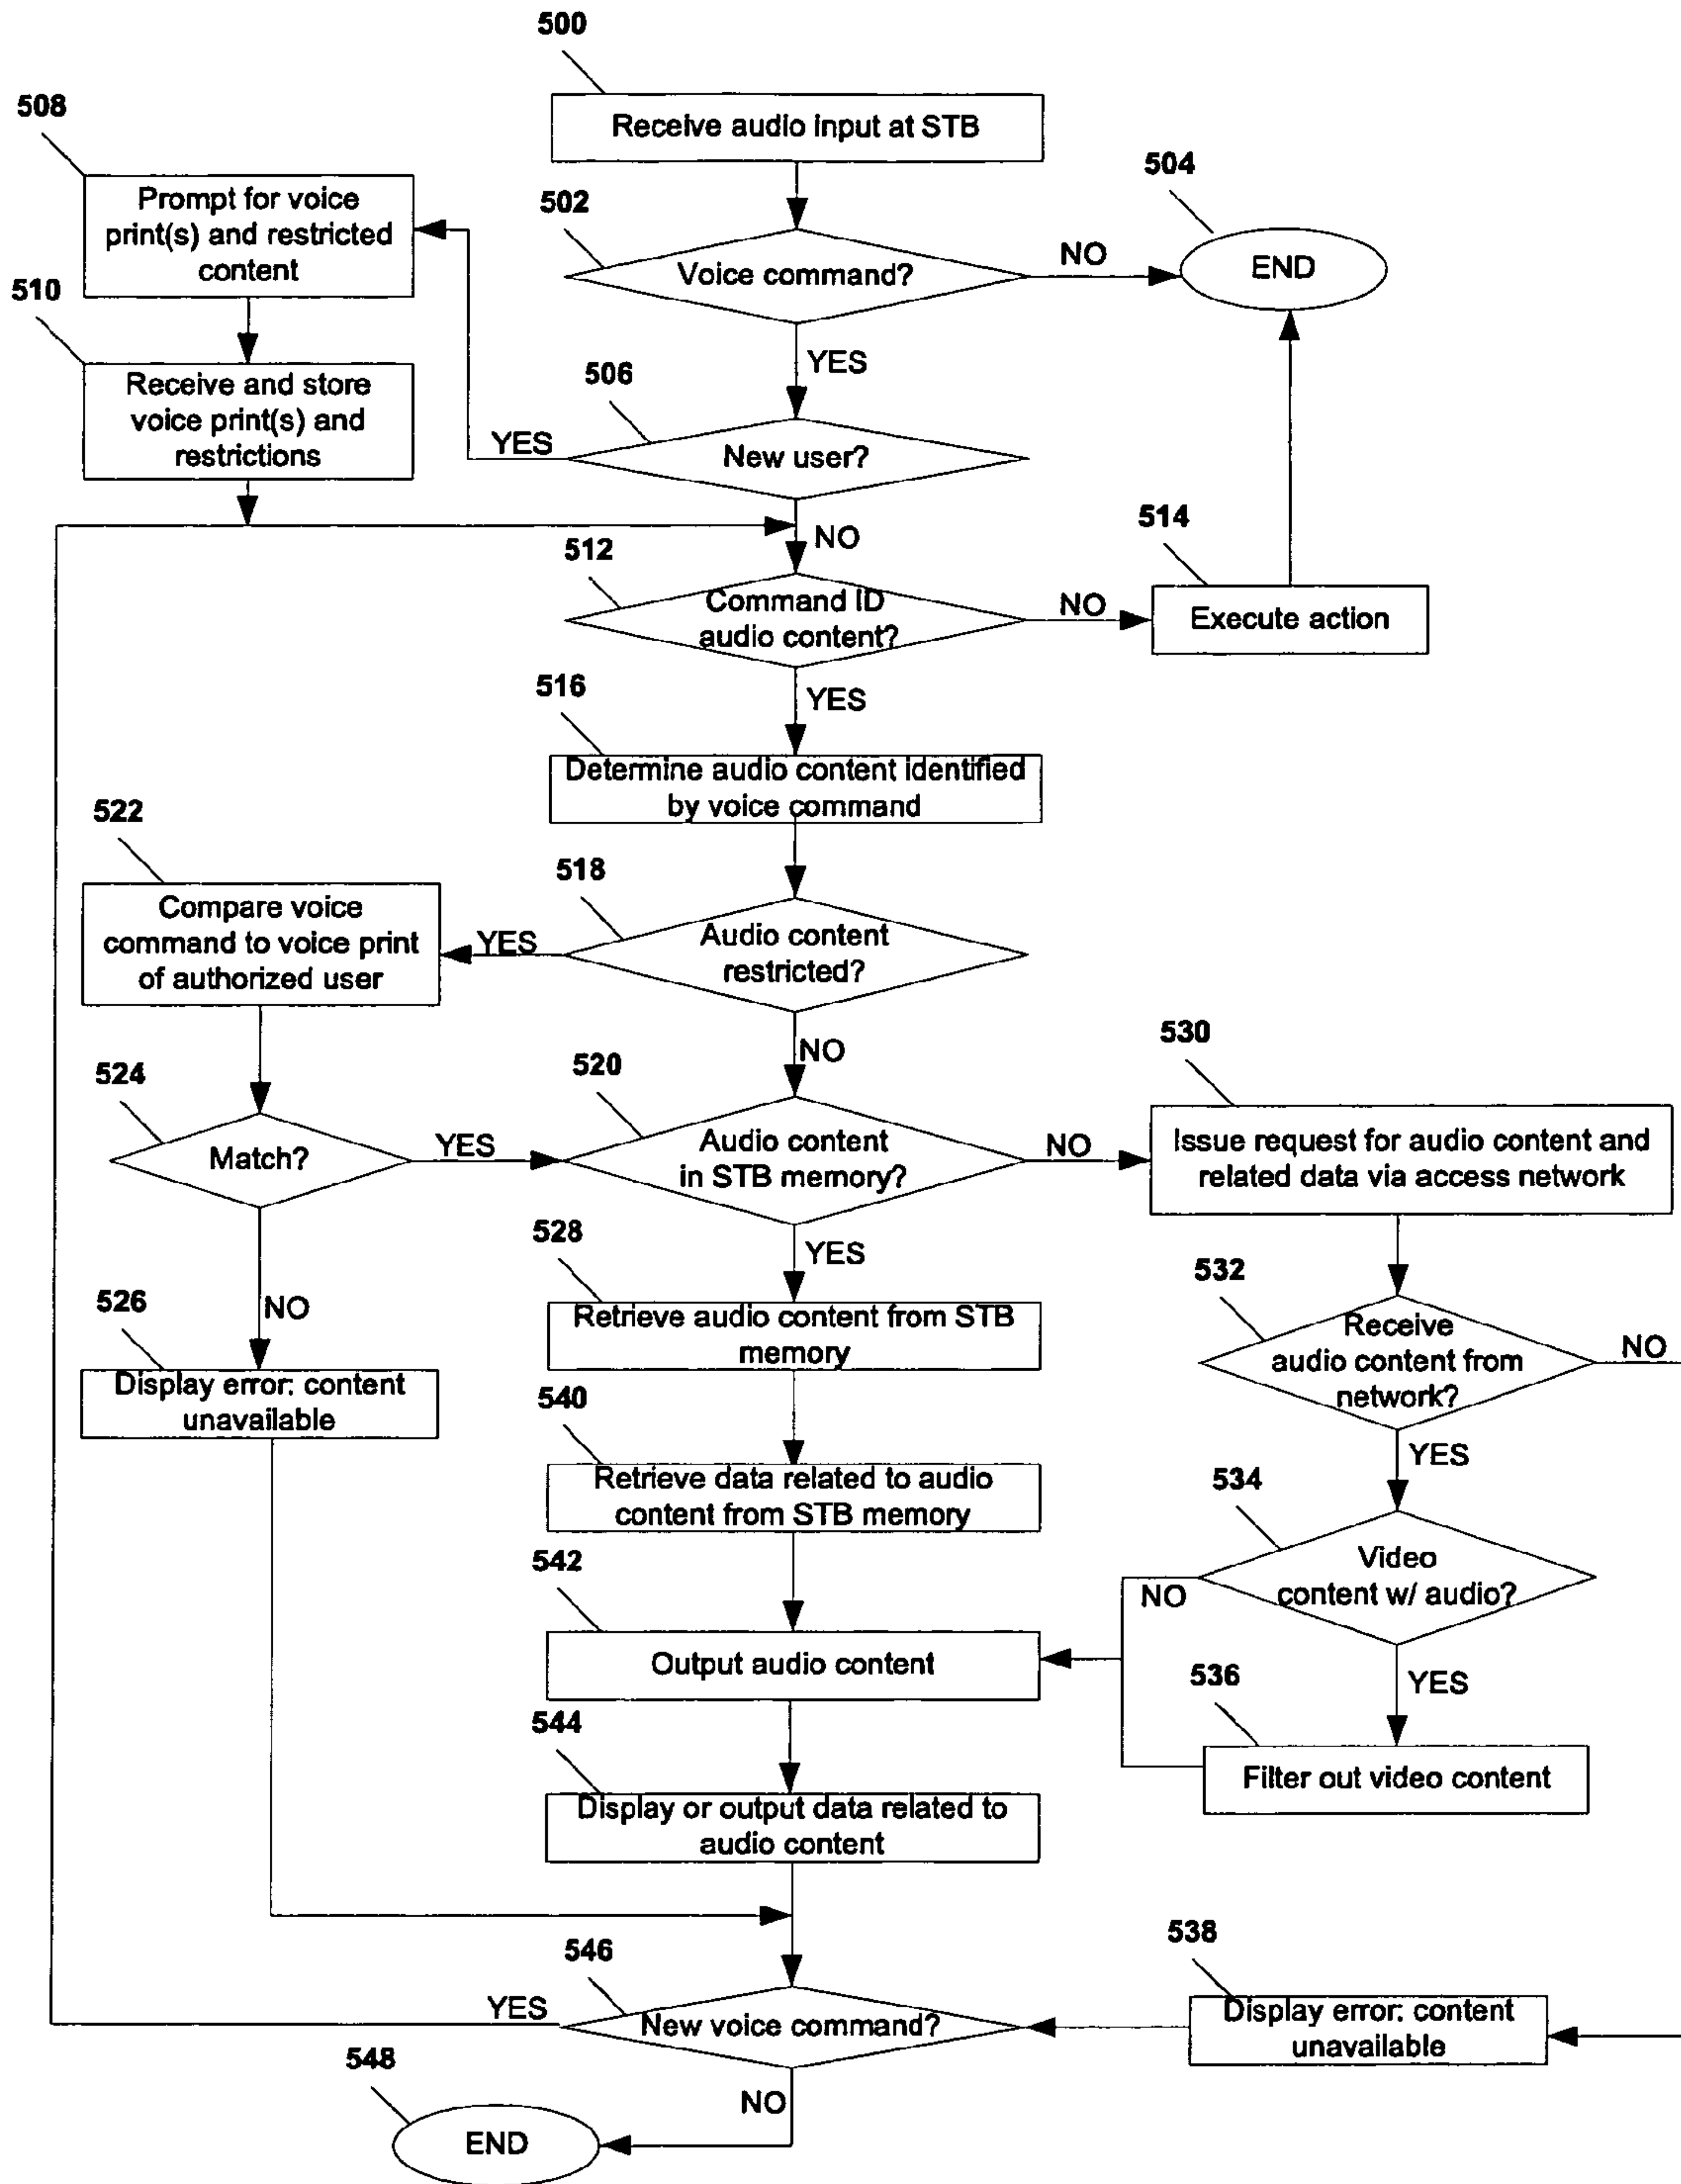 500
Receive audio input at STB
508
Prompt for voice
print(s) and restricted
content
502
Voice command?
NO
504
END
YES
510
Receive and store
voice print(s) and
restrictions
506
New user?
YES
NO
512
Command ID
audio content?
NO
514
Execute action
YES
516
Determine audio content identified
by voice command
522
Compare voice
command to voice print
of authorized user
518
Audio content
restricted?
YES
NO
524
Match?
YES
520
Audio content
in STB memory?
NO
530
Issue request for audio content and
related data via access network
YES
NO
526
Display error: content
unavailable
528
Retrieve audio content from STB
memory
532
Receive
audio content from
network?
NO
YES
540
Retrieve data related to audio
content from STB memory
534
Video
content w/ audio?
NO
YES
542
Output audio content
536
Filter out video content
544
Display or output data related to
audio content
546
New voice command?
YES
NO
538
Display error: content
unavailable
548
END